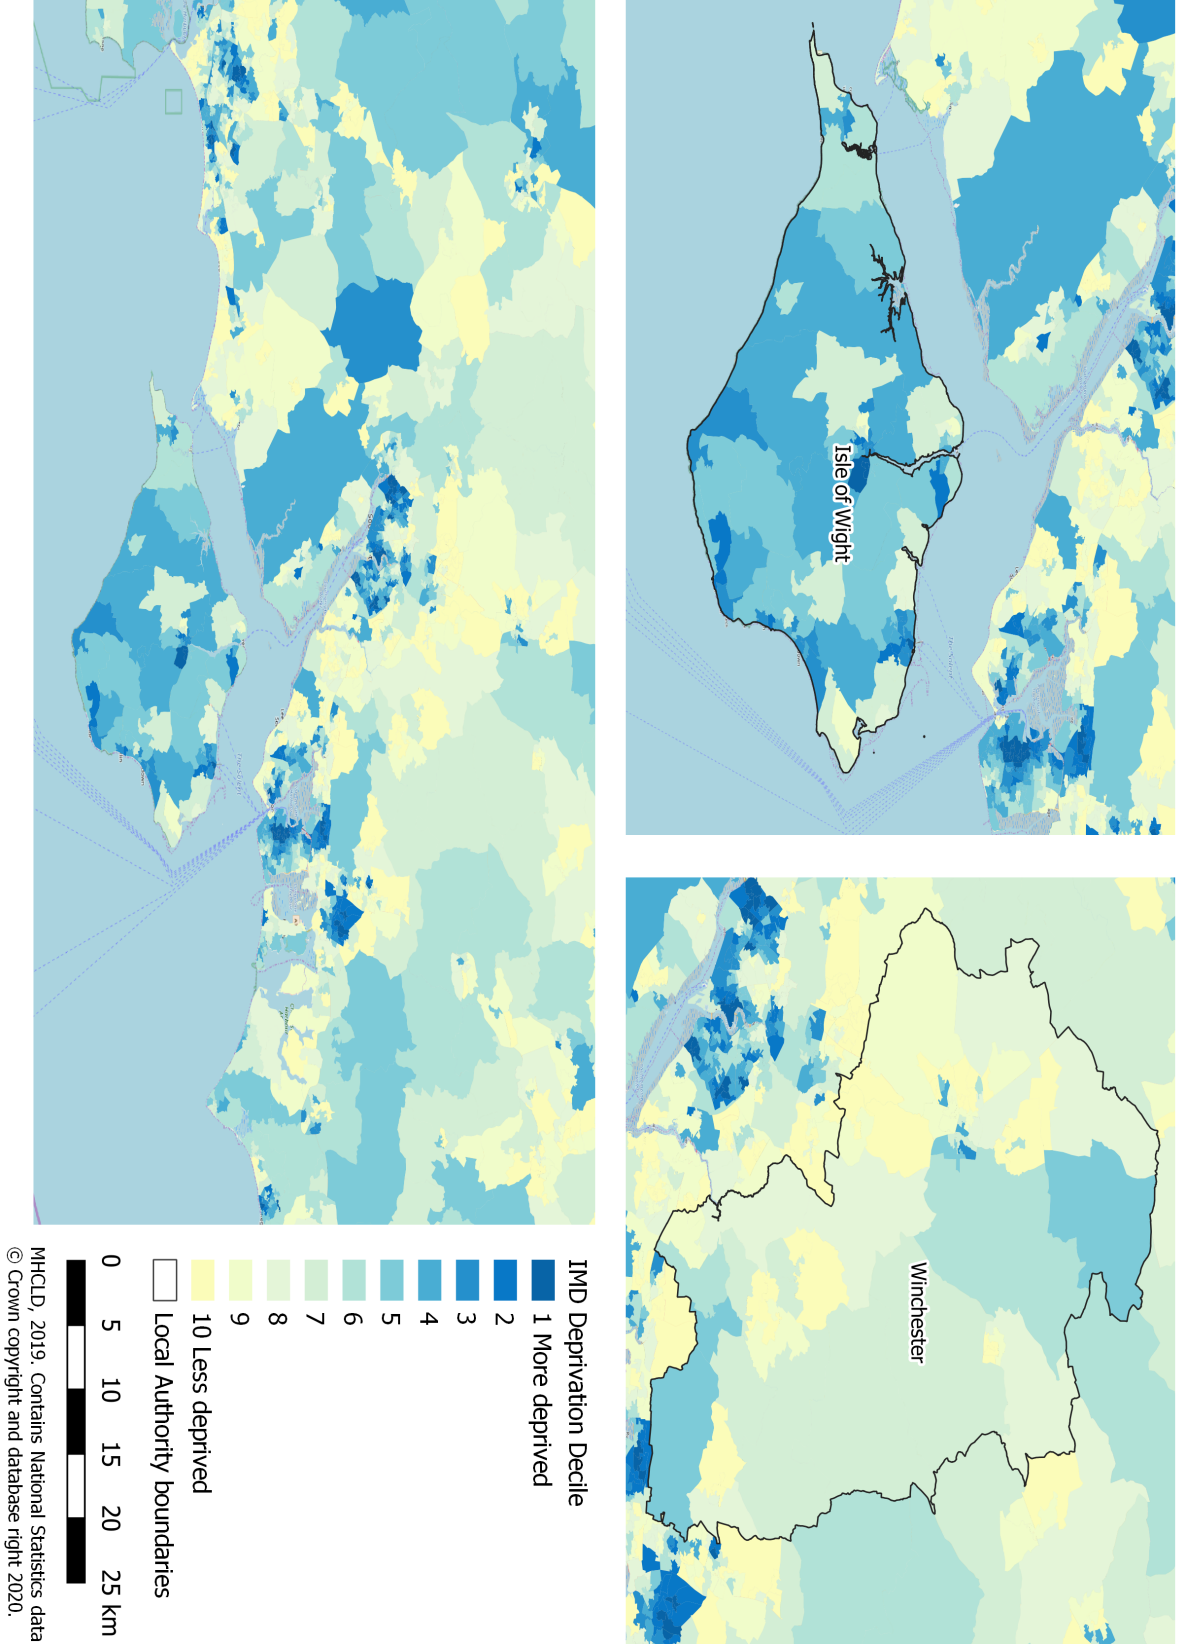 Isle of Wight
Winchester
IMD Deprivation Decile
1 More deprived
2
3
4
5
6
7
8
9
10 Less deprived
Local Authority boundaries
0 5 10 15 20 25 km
MHCLD, 2019. Contains National Statistics data
© Crown copyright and database right 2020.